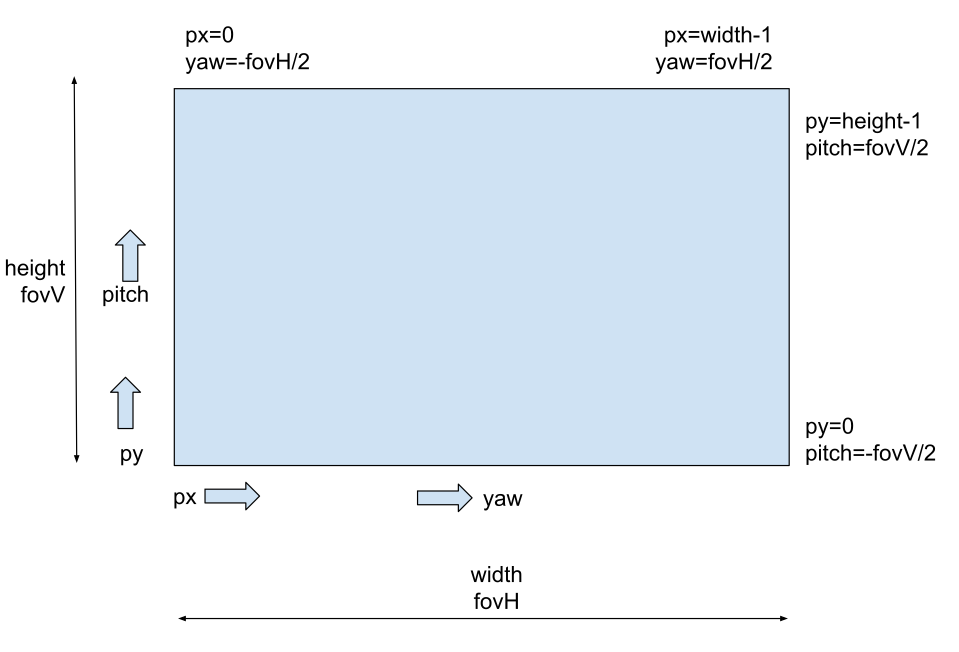 px=0
yaw=-fovH/2
px=width-1
yaw=fovH/2
py=height-1
pitch=fovV/2
height
fovV
pitch
py=0
pitch=-fovV/2
py
px
yaw
width
fovH